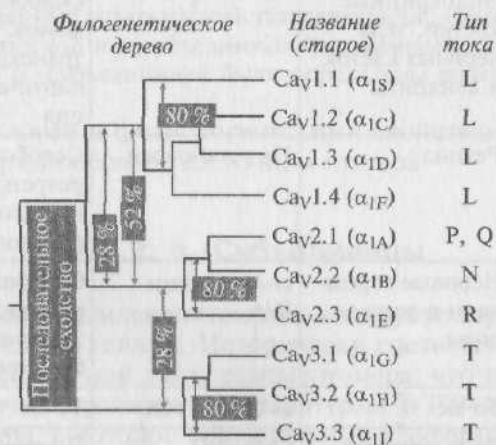 Филогенетическое дерево Название (старое) Тип тока
CaV1.1 (α1S) L
80 %
CaV1.2 (α1C) L
CaV1.3 (α1D) L
CaV1.4 (α1F) L
28 %
52 %
CaV2.1 (α1A) P, Q
CaV2.2 (α1B) N
80 %
CaV2.3 (α1E) R
Последовательное сходство
28 %
CaV3.1 (α1G) T
CaV3.2 (α1H) T
80 %
CaV3.3 (α1I) T